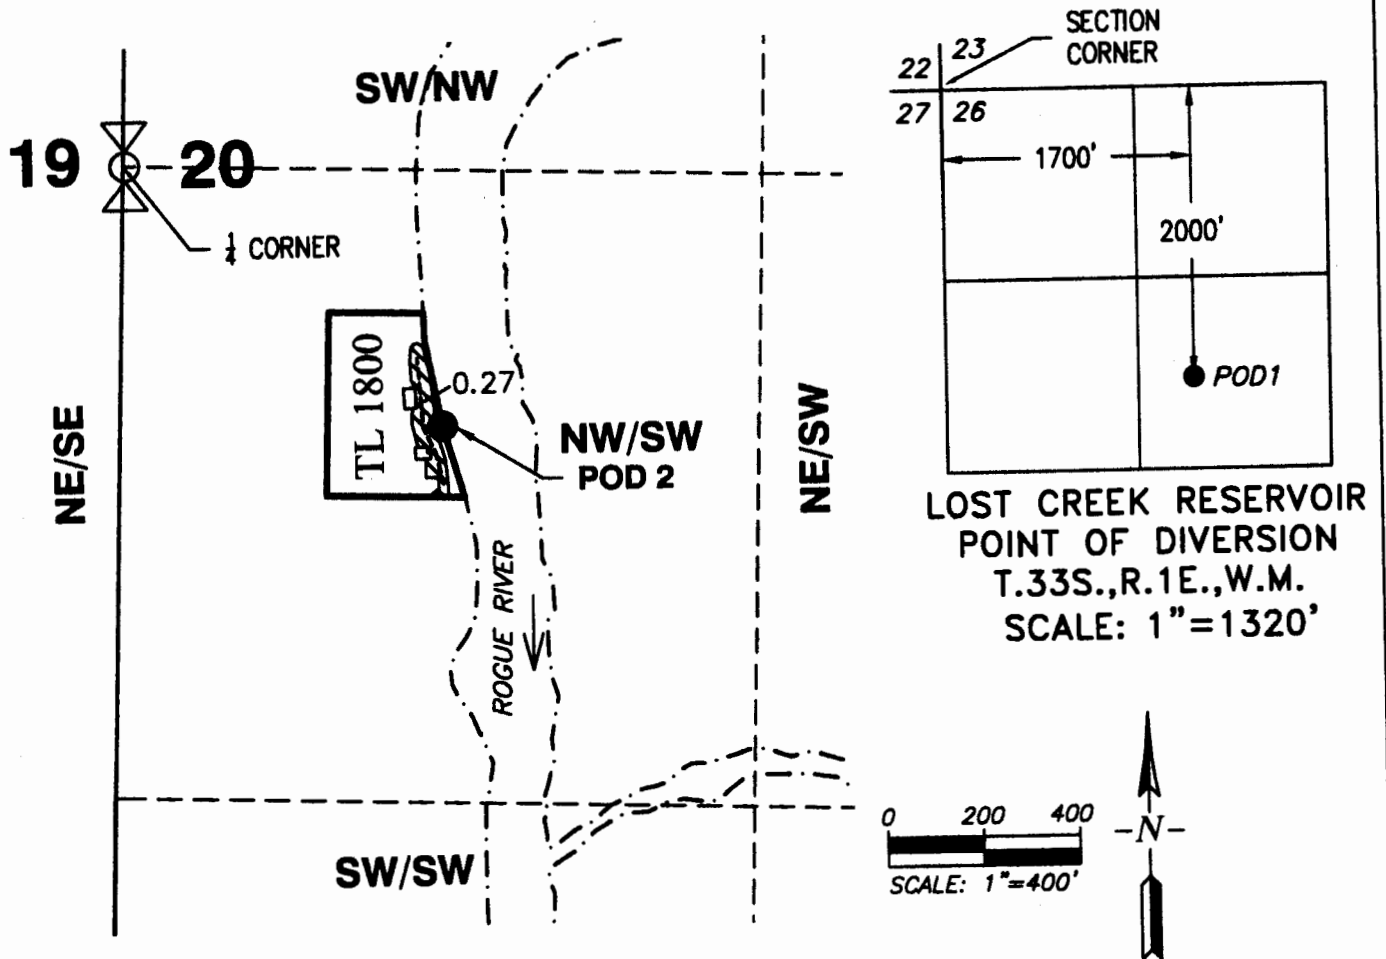 SW/NW
19
20
¼ CORNER
TL 1800
0.27
NW/SW
POD 2
NE/SE
NE/SW
ROGUE RIVER
SW/SW
SECTION
CORNER
22
23
27
26
1700'
2000'
POD1
LOST CREEK RESERVOIR
POINT OF DIVERSION
T.33S.,R.1E.,W.M.
SCALE: 1"=1320'
0 200 400
SCALE: 1"=400'
-N-